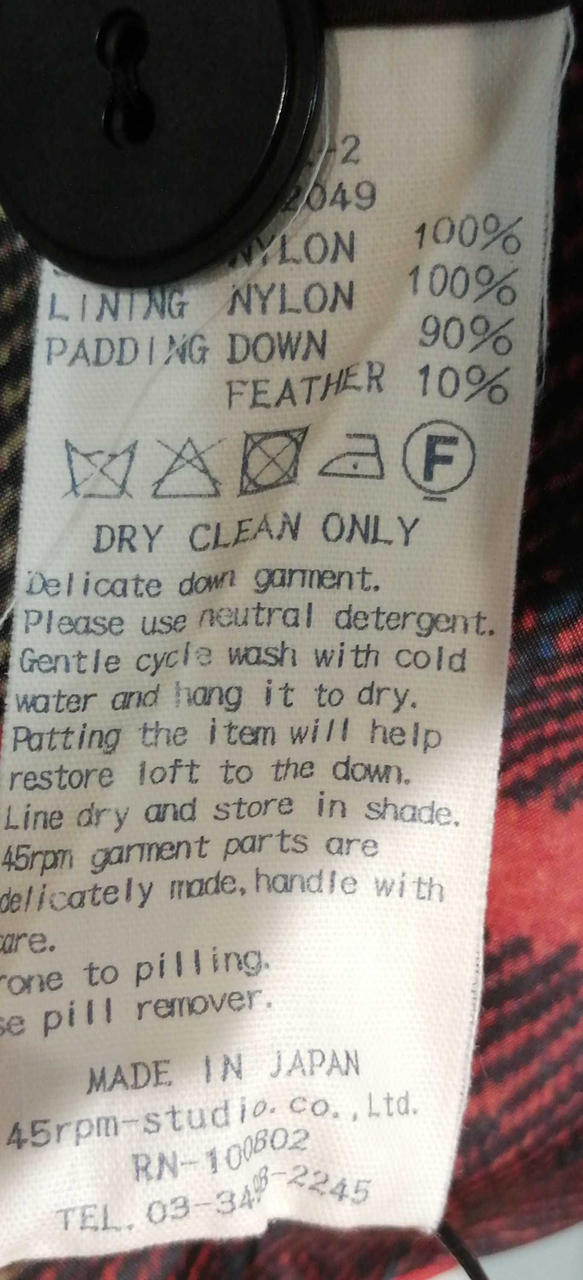 -2
2049
NYLON 100%
LINING NYLON 100%
PADDING DOWN 90%
FEATHER 10%
F
DRY CLEAN ONLY
Delicate down garment.
Please use neutral detergent.
Gentle cycle wash with cold
water and hang it to dry.
Patting the item will help
restore loft to the down.
Line dry and store in shade.
45rpm garment parts are
delicately made, handle with
are.
rone to pilling.
se pill remover.
MADE IN JAPAN
45rpm-studio. co., Ltd.
RN-100802
TEL. 03-3498-2245